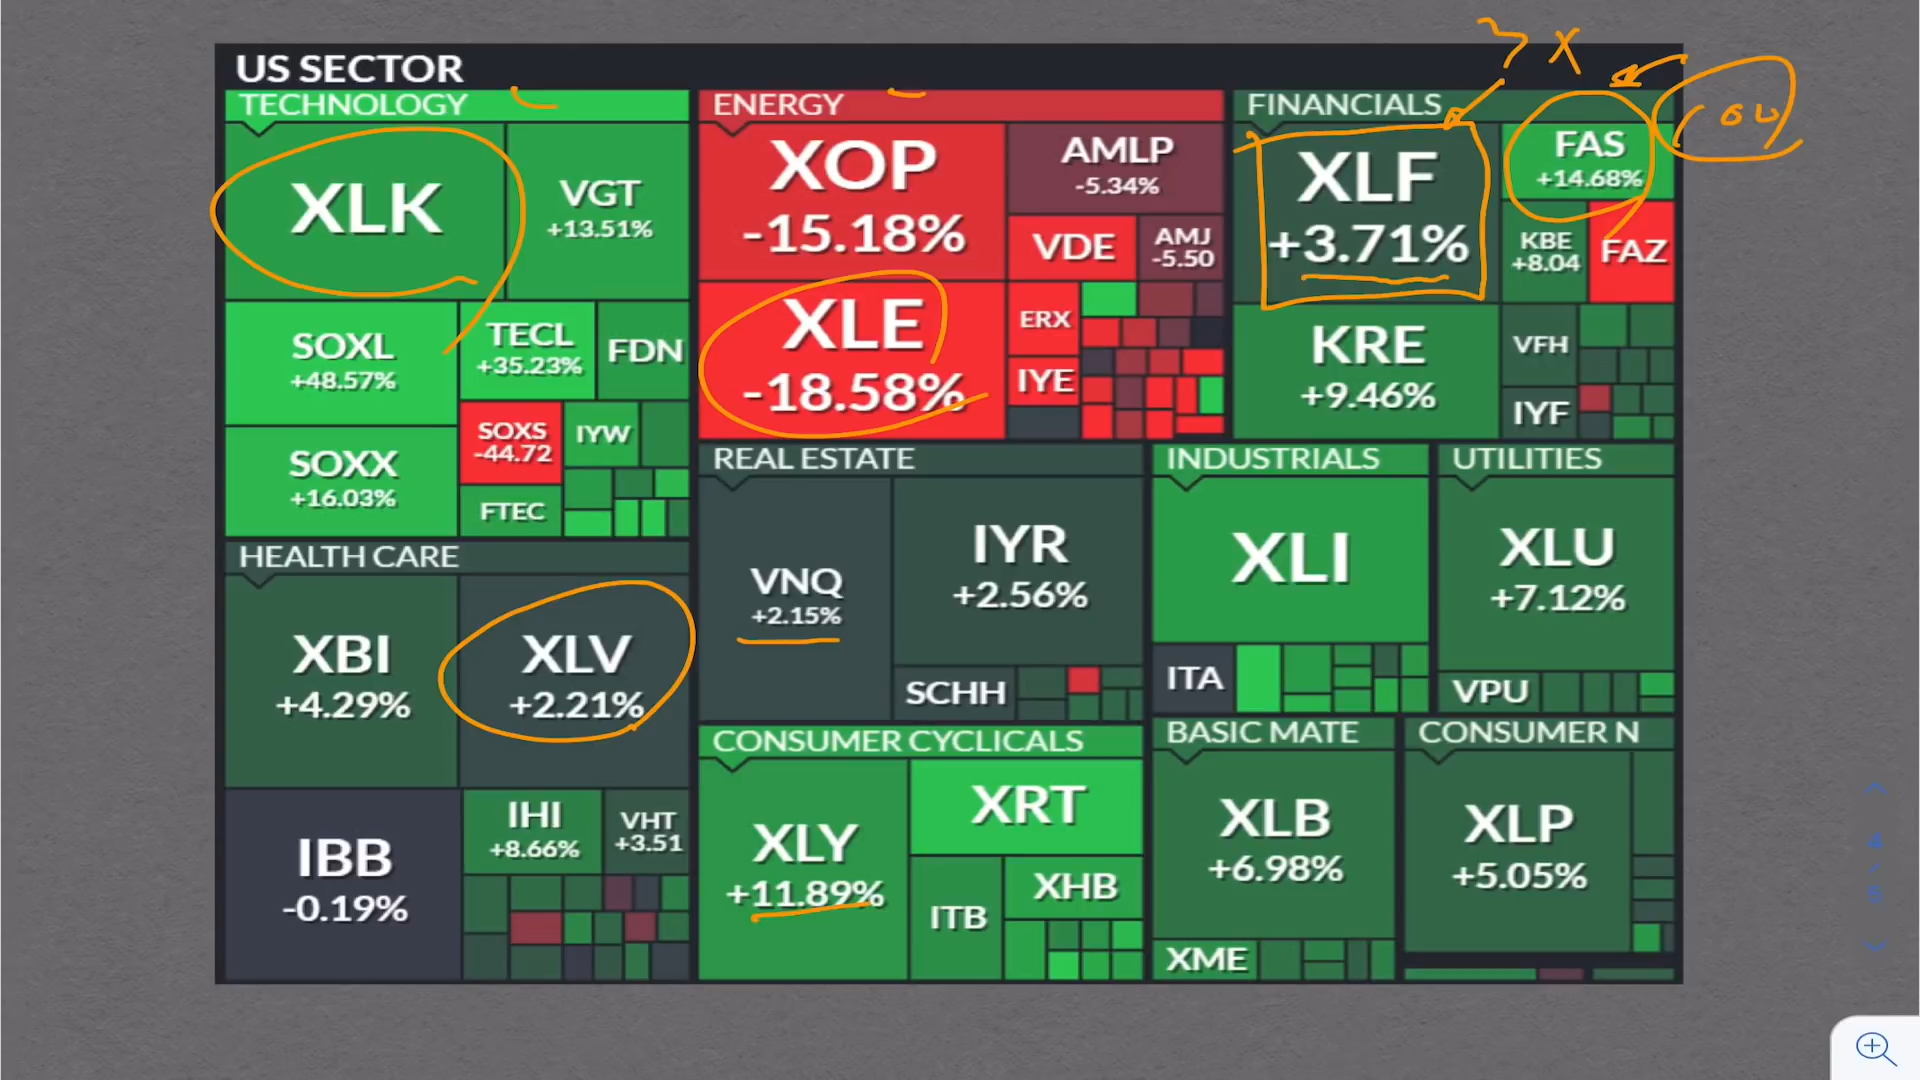 US SECTOR
TECHNOLOGY
XLK
VGT
+13.51%
SOXL
+48.57%
TECL
+35.23%
FDN
SOXX
+16.03%
SOXS
-44.72
IYW
FTEC
ENERGY
XOP
-15.18%
AMLP
-5.34%
VDE
AMJ
-5.50
XLE
-18.58%
ERX
IYE
FINANCIALS
XLF
+3.71%
FAS
+14.68%
KBE
+8.04
FAZ
KRE
+9.46%
VFH
IYF
X
HEALTH CARE
XBI
+4.29%
XLV
+2.21%
IBB
-0.19%
IHI
+8.66%
VHT
+3.51
REAL ESTATE
VNQ
+2.15%
IYR
+2.56%
SCHH
INDUSTRIALS
XLI
ITA
UTILITIES
XLU
+7.12%
VPU
CONSUMER CYCLICALS
XLY
+11.89%
XRT
ITB
XHB
BASIC MATE
XLB
+6.98%
XME
CONSUMER N
XLP
+5.05%